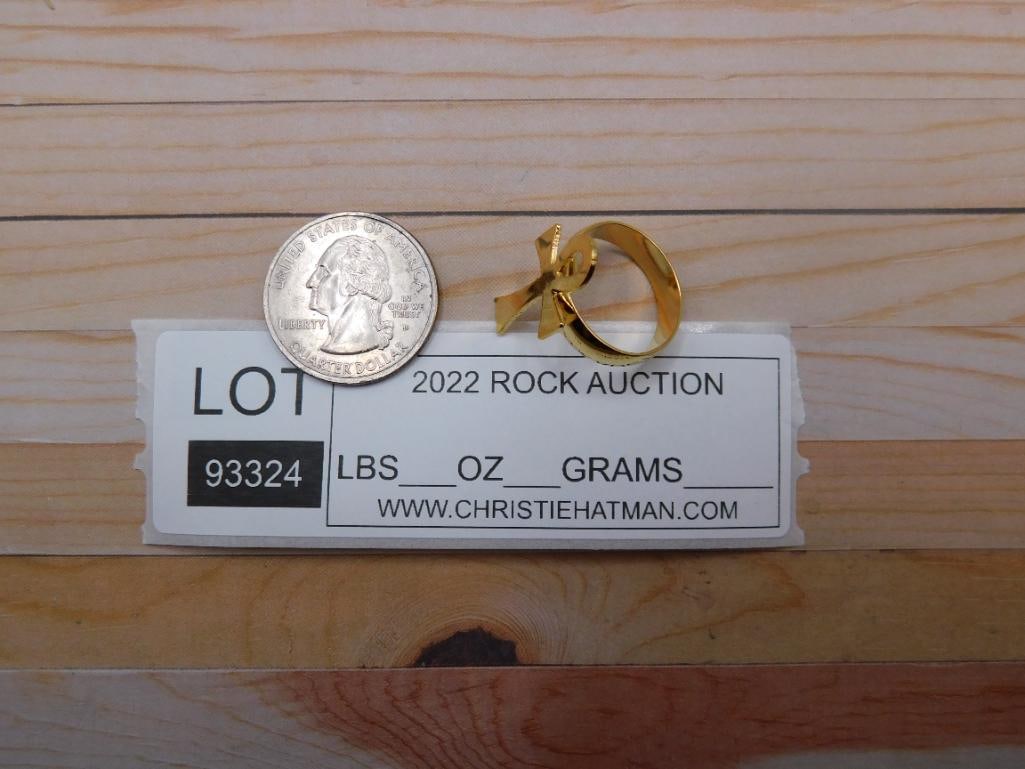 UNITED STATES OF AMERICA
LIBERTY
IN
GOD WE
TRUST
D
QUARTER DOLLAR
LOT
93324
2022 ROCK AUCTION
LBS___OZ___GRAMS_____
WWW.CHRISTIEHATMAN.COM